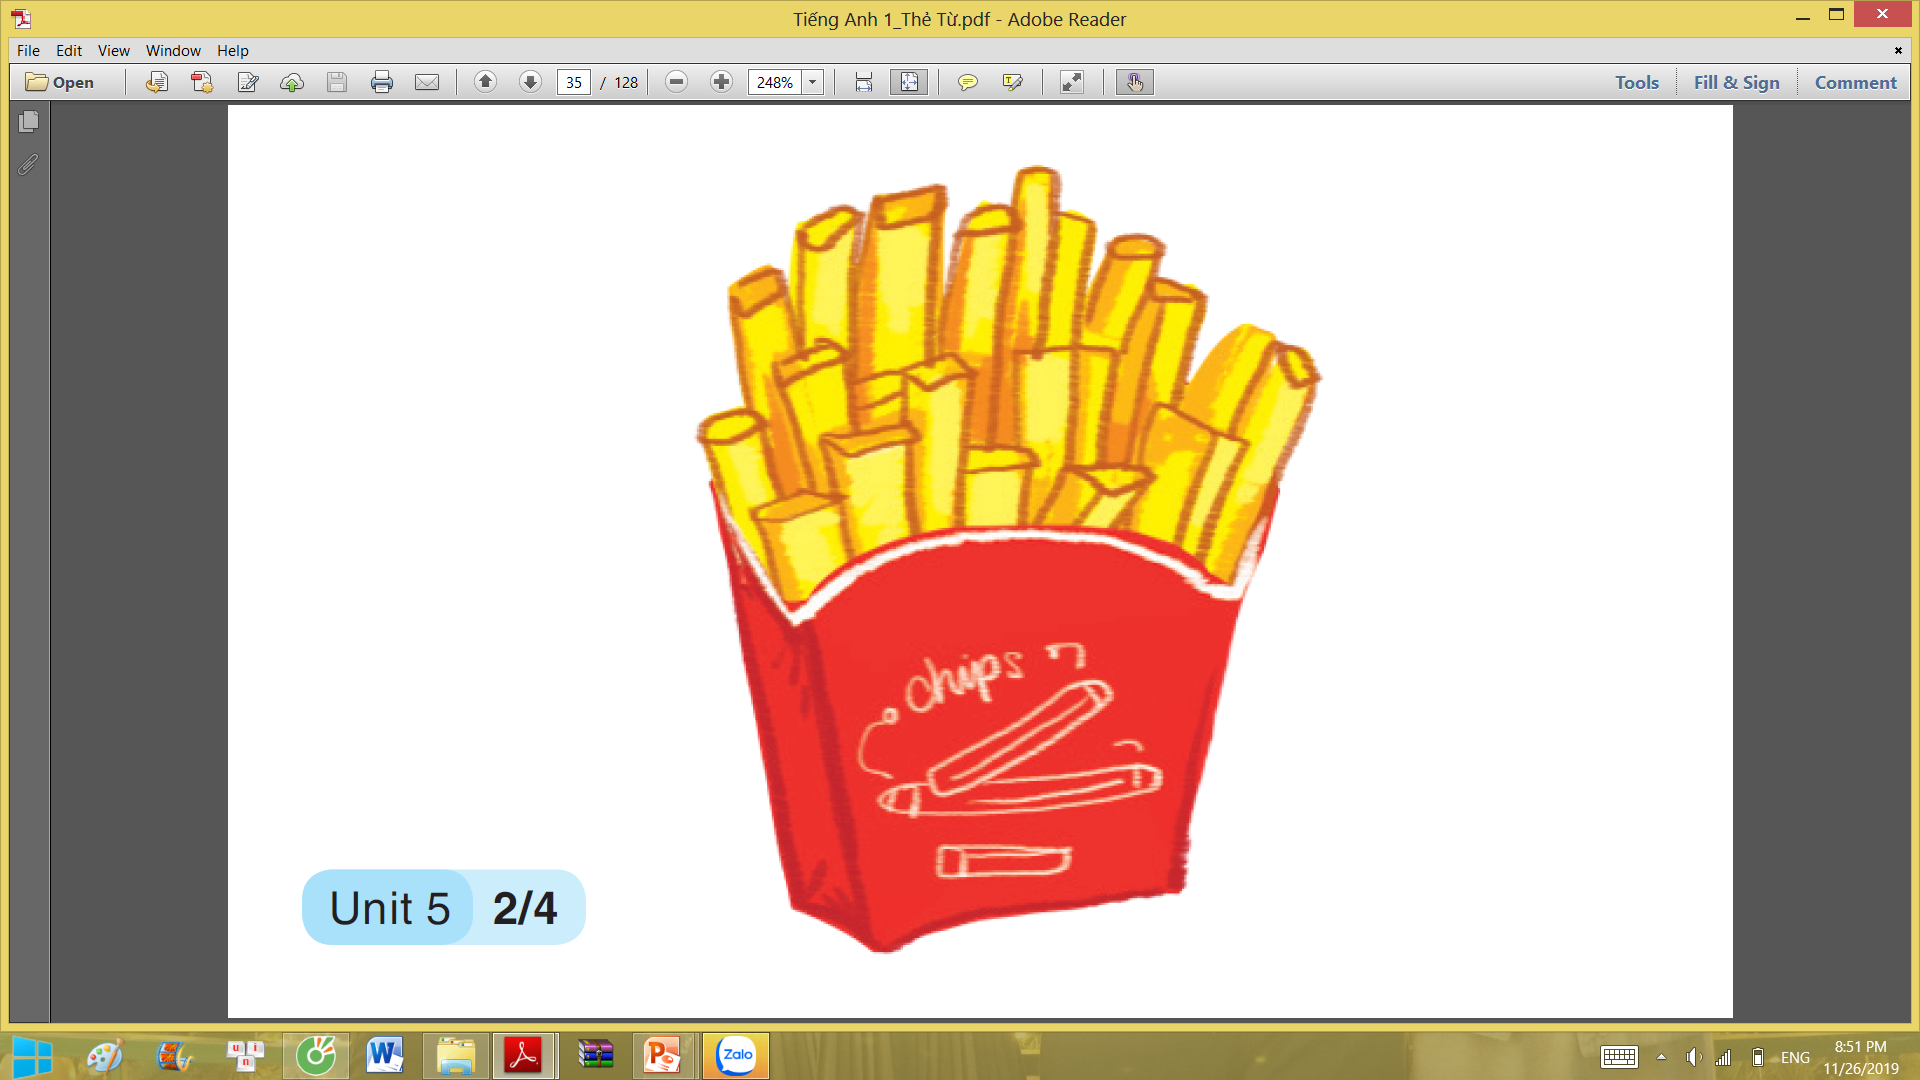 Tiếng Anh 1_Thẻ Từ.pdf - Adobe Reader
File Edit View Window Help
Open 35 / 128 248% Tools Fill & Sign Comment
chips
Unit 5 2/4
u i n
Zalo
ENG
8:51 PM
11/26/2019